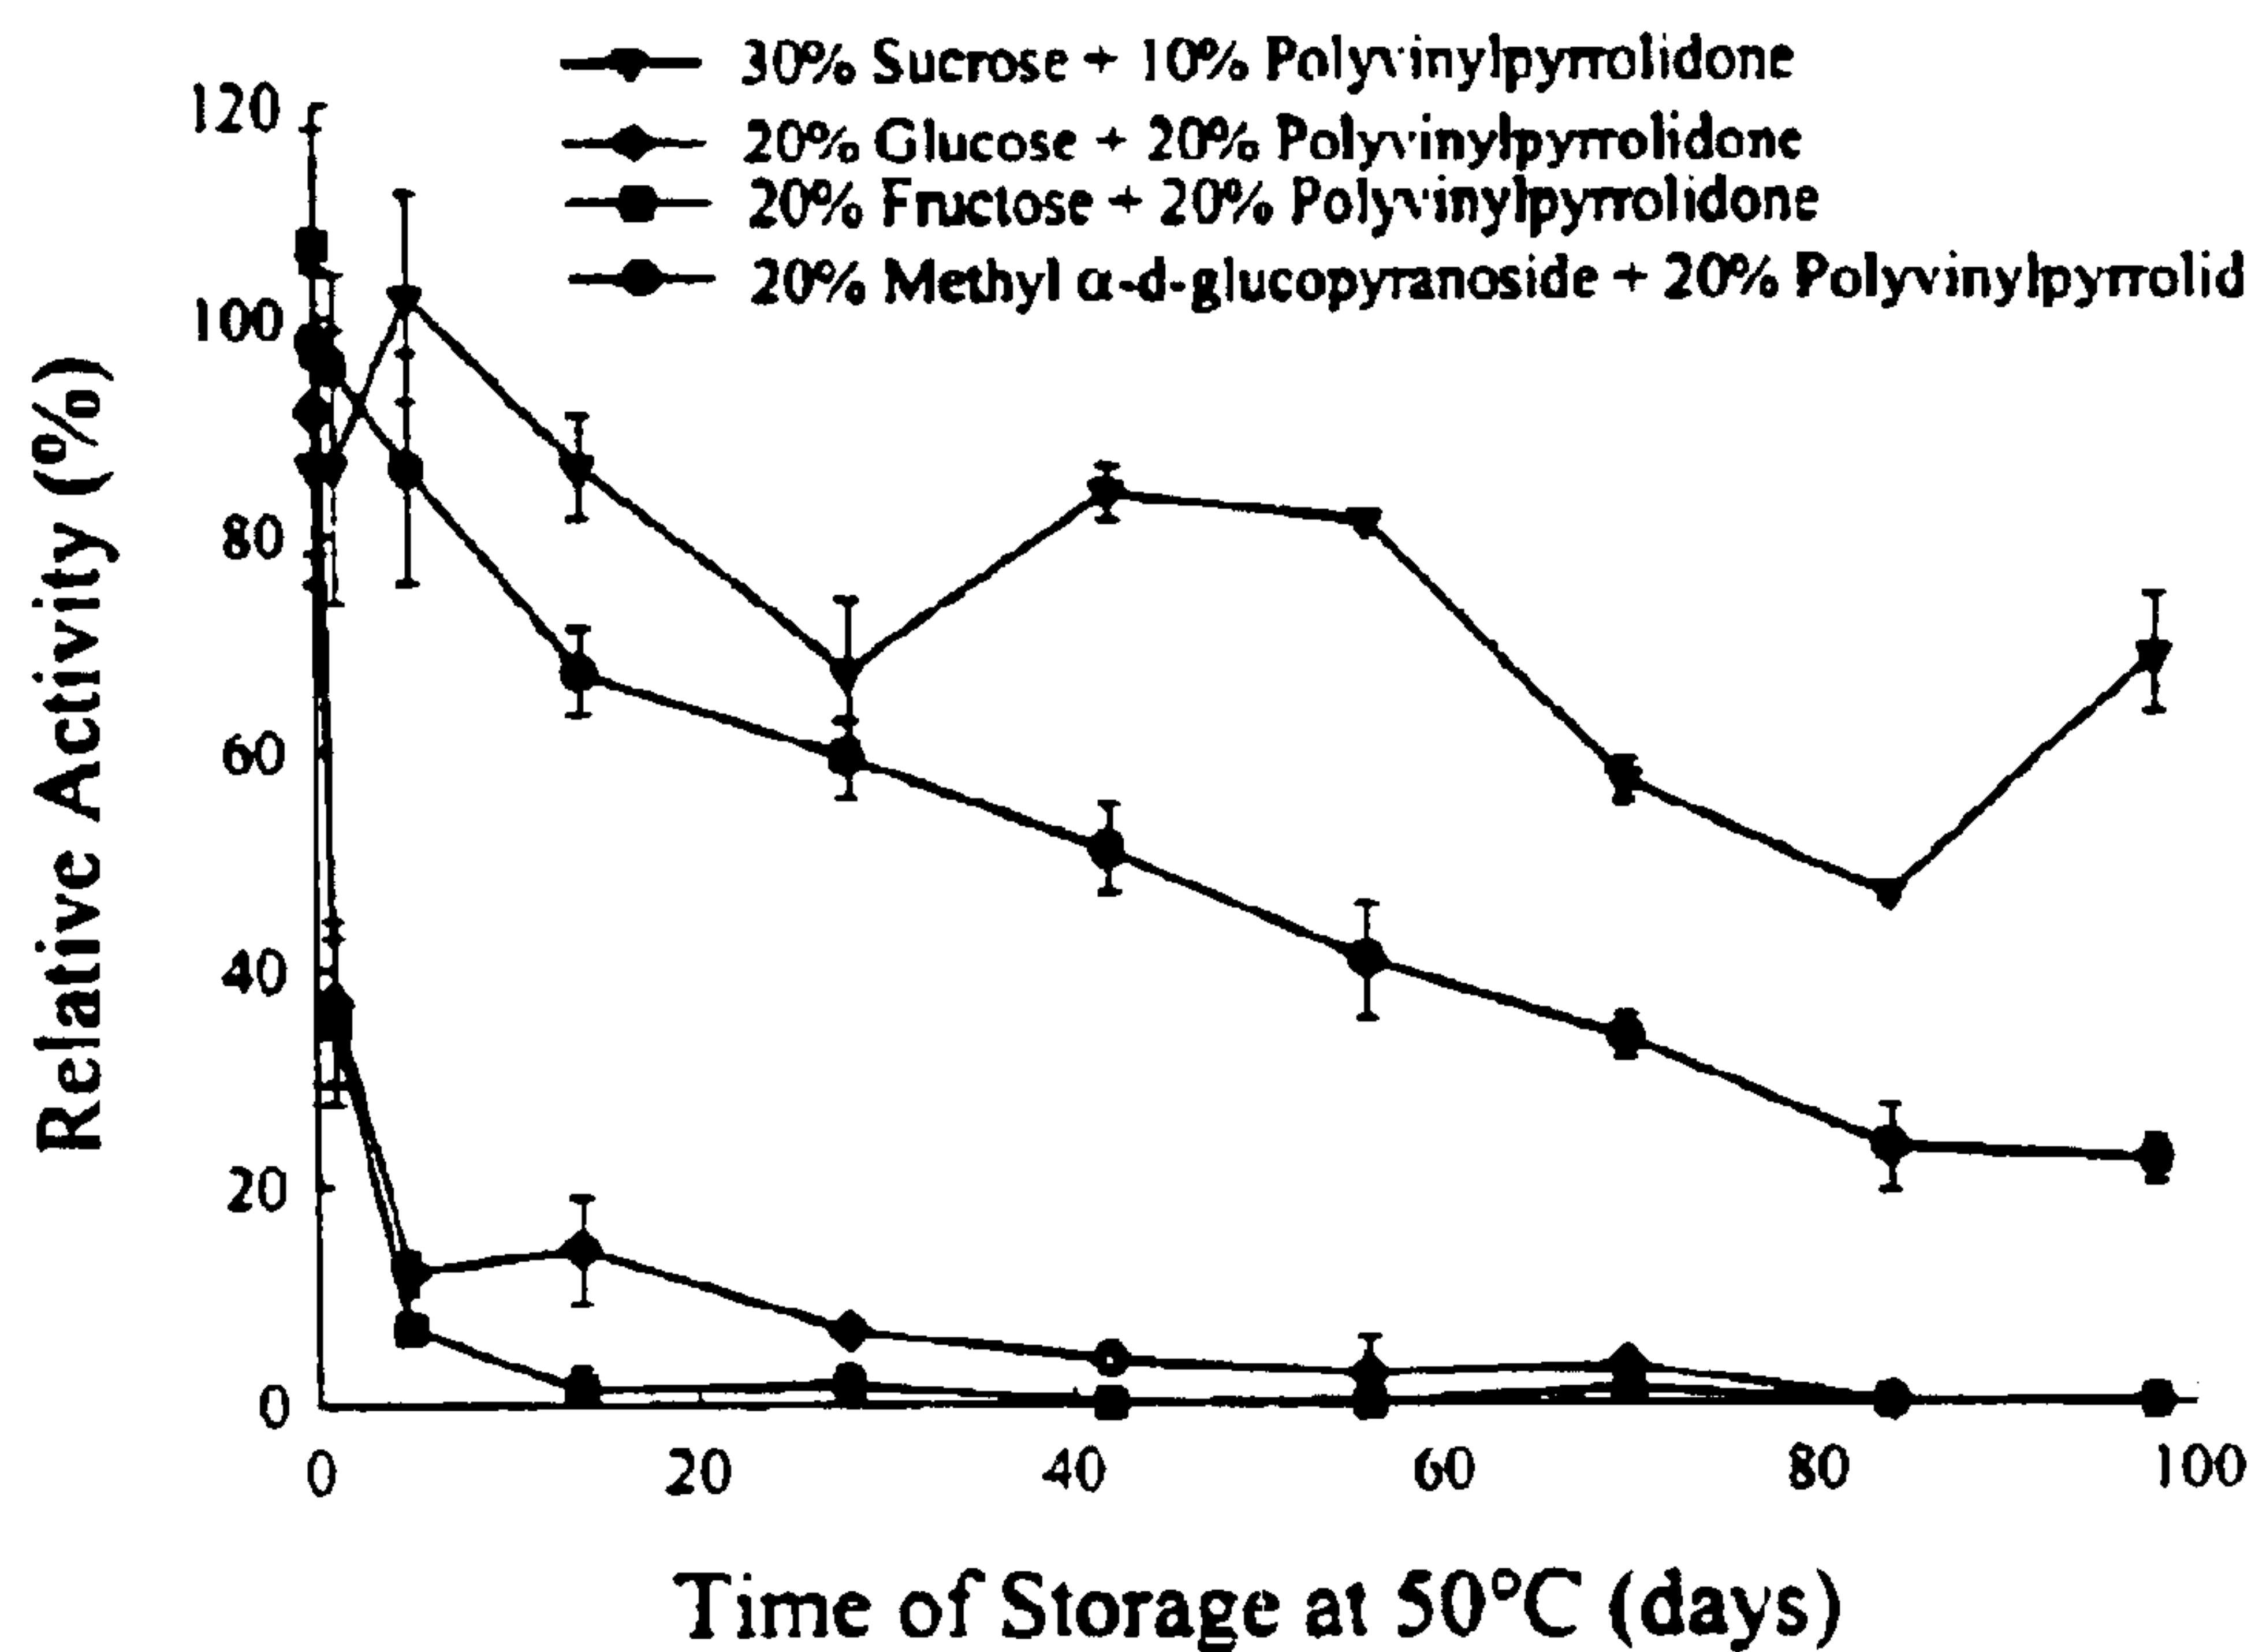 30% Sucrose + 10% Polyvinylpyrrolidone
20% Glucose + 20% Polyvinylpyrrolidone
20% Fructose + 20% Polyvinylpyrrolidone
20% Methyl α-d-glucopyranoside + 20% Polyvinylpyrrolid
120
100
80
60
40
20
0
Relative Activity (%)
0 20 40 60 80 100
Time of Storage at 50°C (days)